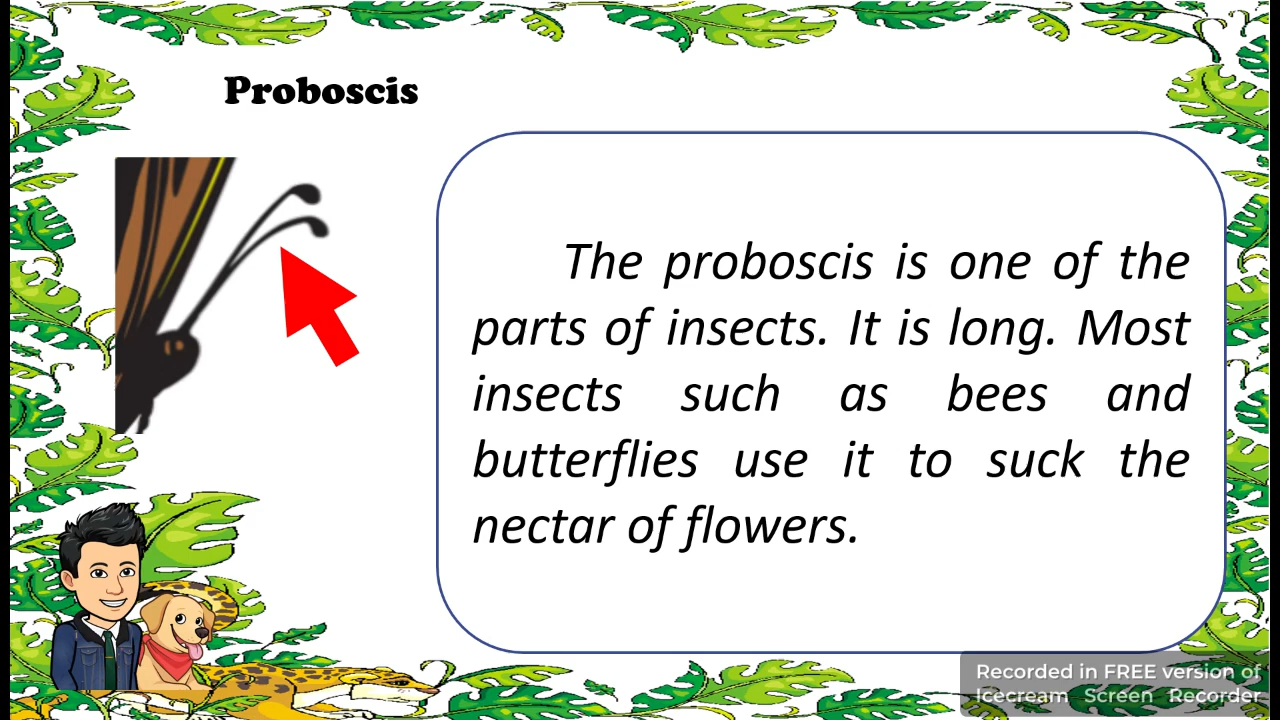 Proboscis
The proboscis is one of the
parts of insects. It is long. Most
insects such as bees and
butterflies use it to suck the
nectar of flowers.
Recorded in FREE version of
Icecream Screen Recorder